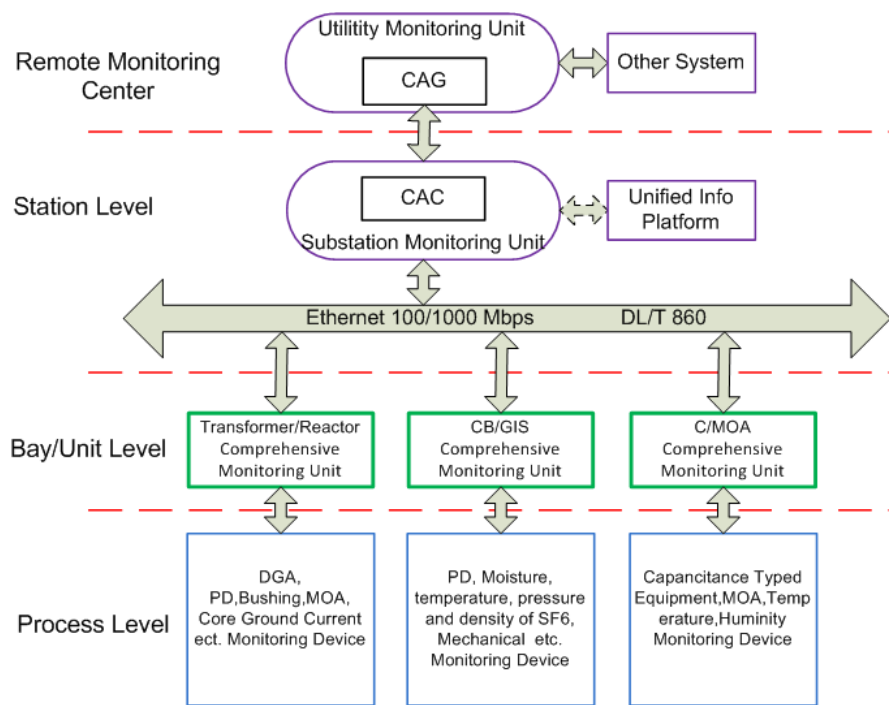 Utilitity Monitoring Unit
Remote Monitoring
Center
CAG
Other System
Station Level
CAC
Substation Monitoring Unit
Unified Info
Platform
Ethernet 100/1000 Mbps
DL/T 860
Bay/Unit Level
Transformer/Reactor
Comprehensive
Monitoring Unit
CB/GIS
Comprehensive
Monitoring Unit
C/MOA
Comprehensive
Monitoring Unit
Process Level
DGA,
PD,Bushing,MOA,
Core Ground Current
ect. Monitoring Device
PD, Moisture,
temperature, pressure
and density of SF6,
Mechanical etc.
Monitoring Device
Capancitance Typed
Equipment,MOA,Temp
erature,Huminity
Monitoring Device